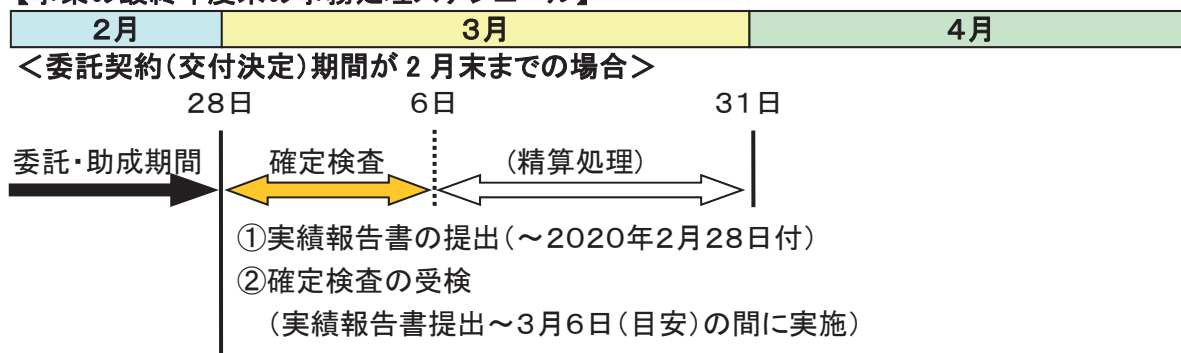 2月 3月 4月
＜委託契約（交付決定）期間が2月末までの場合＞
28日 6日 31日
委託・助成期間 確定検査 （精算処理）
①実績報告書の提出（～2020年2月28日付）
②確定検査の受検
（実績報告書提出～3月6日（目安）の間に実施）